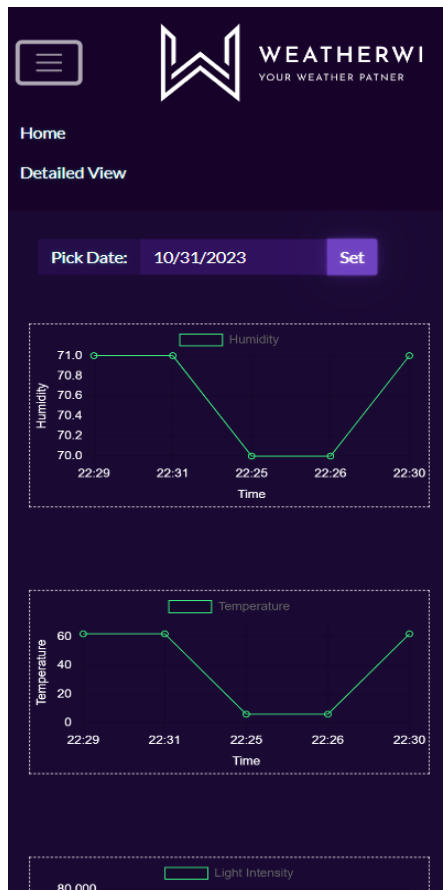 WEATHERWI
YOUR WEATHER PATNER
Home
Detailed View
Pick Date: 10/31/2023 Set
Humidity
71.0
70.8
70.6
70.4
70.2
70.0
Humidity
22:29 22:31 22:25 22:26 22:30
Time
Temperature
60
40
20
0
Temperature
22:29 22:31 22:25 22:26 22:30
Time
Light Intensity
80,000